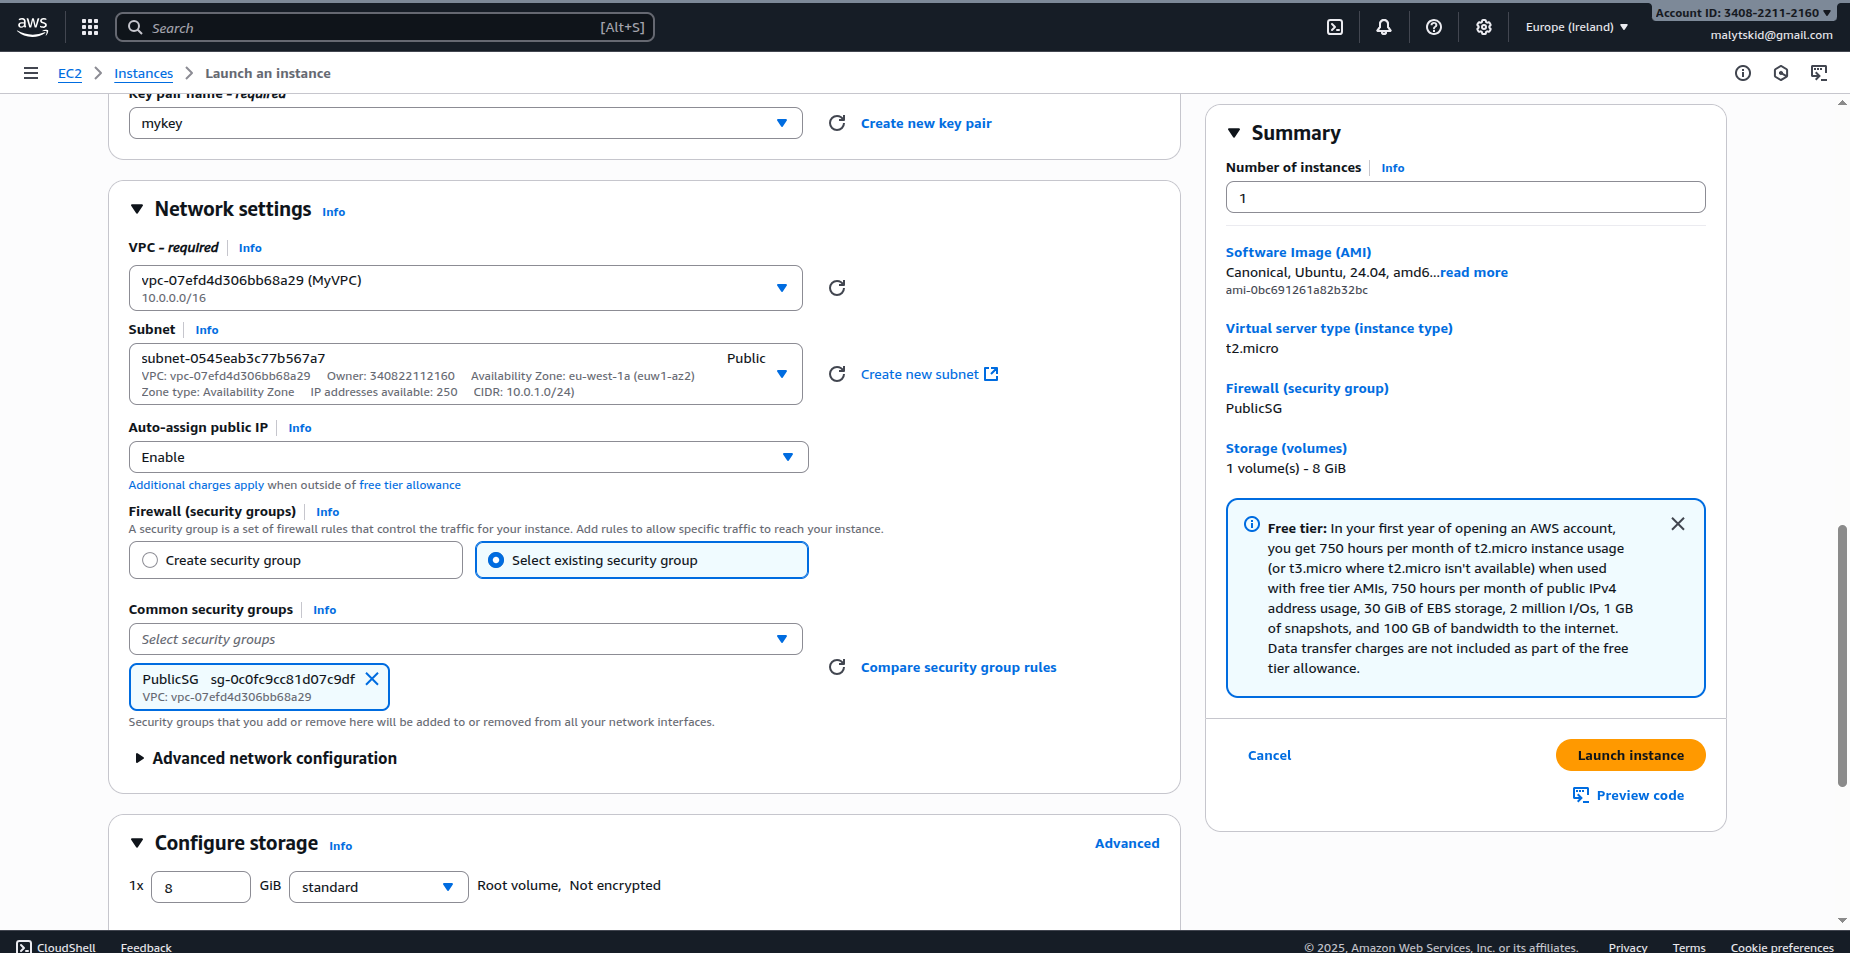 aws
Search
[Alt+S]
Europe (Ireland)
Account ID: 3408-2211-2160
malytskid@gmail.com
EC2
Instances
Launch an instance
Key pair name – required
mykey
Create new key pair
Network settings Info
VPC – required Info
vpc-07efd4d306bb68a29 (MyVPC)
10.0.0.0/16
Subnet Info
subnet-0545eab3c77b567a7 Public
VPC: vpc-07efd4d306bb68a29 Owner: 340822112160 Availability Zone: eu-west-1a (euw1-az2)
Zone type: Availability Zone IP addresses available: 250 CIDR: 10.0.1.0/24)
Create new subnet
Auto-assign public IP Info
Enable
Additional charges apply when outside of free tier allowance
Firewall (security groups) Info
A security group is a set of firewall rules that control the traffic for your instance. Add rules to allow specific traffic to reach your instance.
Create security group
Select existing security group
Common security groups Info
Select security groups
PublicSG sg-0c0fc9cc81d07c9df
VPC: vpc-07efd4d306bb68a29
Compare security group rules
Security groups that you add or remove here will be added to or removed from all your network interfaces.
Advanced network configuration
Configure storage Info
Advanced
1x 8 GiB standard Root volume, Not encrypted
Summary
Number of instances Info
1
Software Image (AMI)
Canonical, Ubuntu, 24.04, amd6...read more
ami-0bc691261a82b32bc
Virtual server type (instance type)
t2.micro
Firewall (security group)
PublicSG
Storage (volumes)
1 volume(s) - 8 GiB
Free tier: In your first year of opening an AWS account,
you get 750 hours per month of t2.micro instance usage
(or t3.micro where t2.micro isn't available) when used
with free tier AMIs, 750 hours per month of public IPv4
address usage, 30 GiB of EBS storage, 2 million I/Os, 1 GB
of snapshots, and 100 GB of bandwidth to the internet.
Data transfer charges are not included as part of the free
tier allowance.
Cancel
Launch instance
Preview code
CloudShell
Feedback
© 2025, Amazon Web Services, Inc. or its affiliates.
Privacy
Terms
Cookie preferences